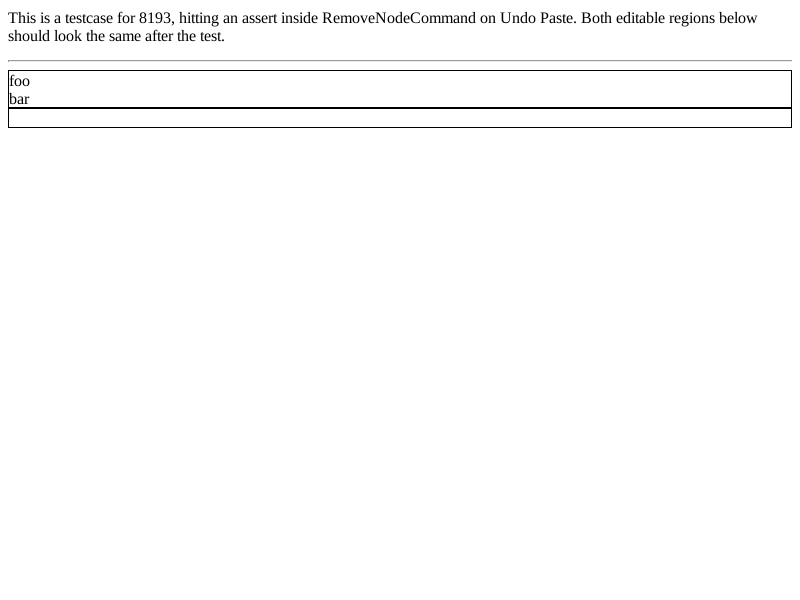 This is a testcase for 8193, hitting an assert inside RemoveNodeCommand on Undo Paste. Both editable regions below
should look the same after the test.
foo
bar